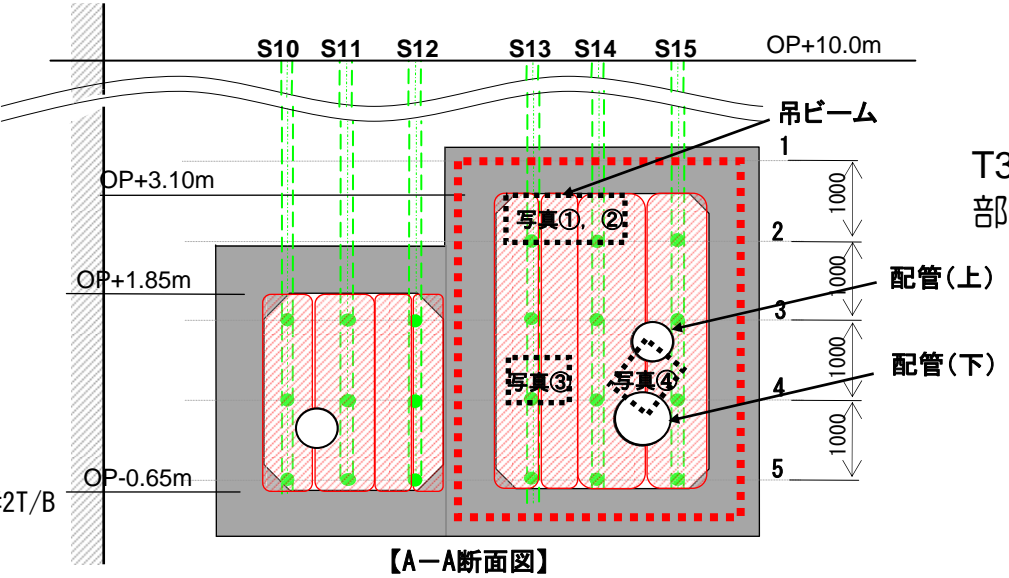 S10 S11 S12 S13 S14 S15 OP+10.0m
吊ビーム
1
OP+3.10m
1000
T3
部
写真①, ②
2
1000
OP+1.85m
配管(上)
3
1000
写真③
写真④
配管(下)
4
1000
OP-0.65m
5
2T/B
【A-A断面図】